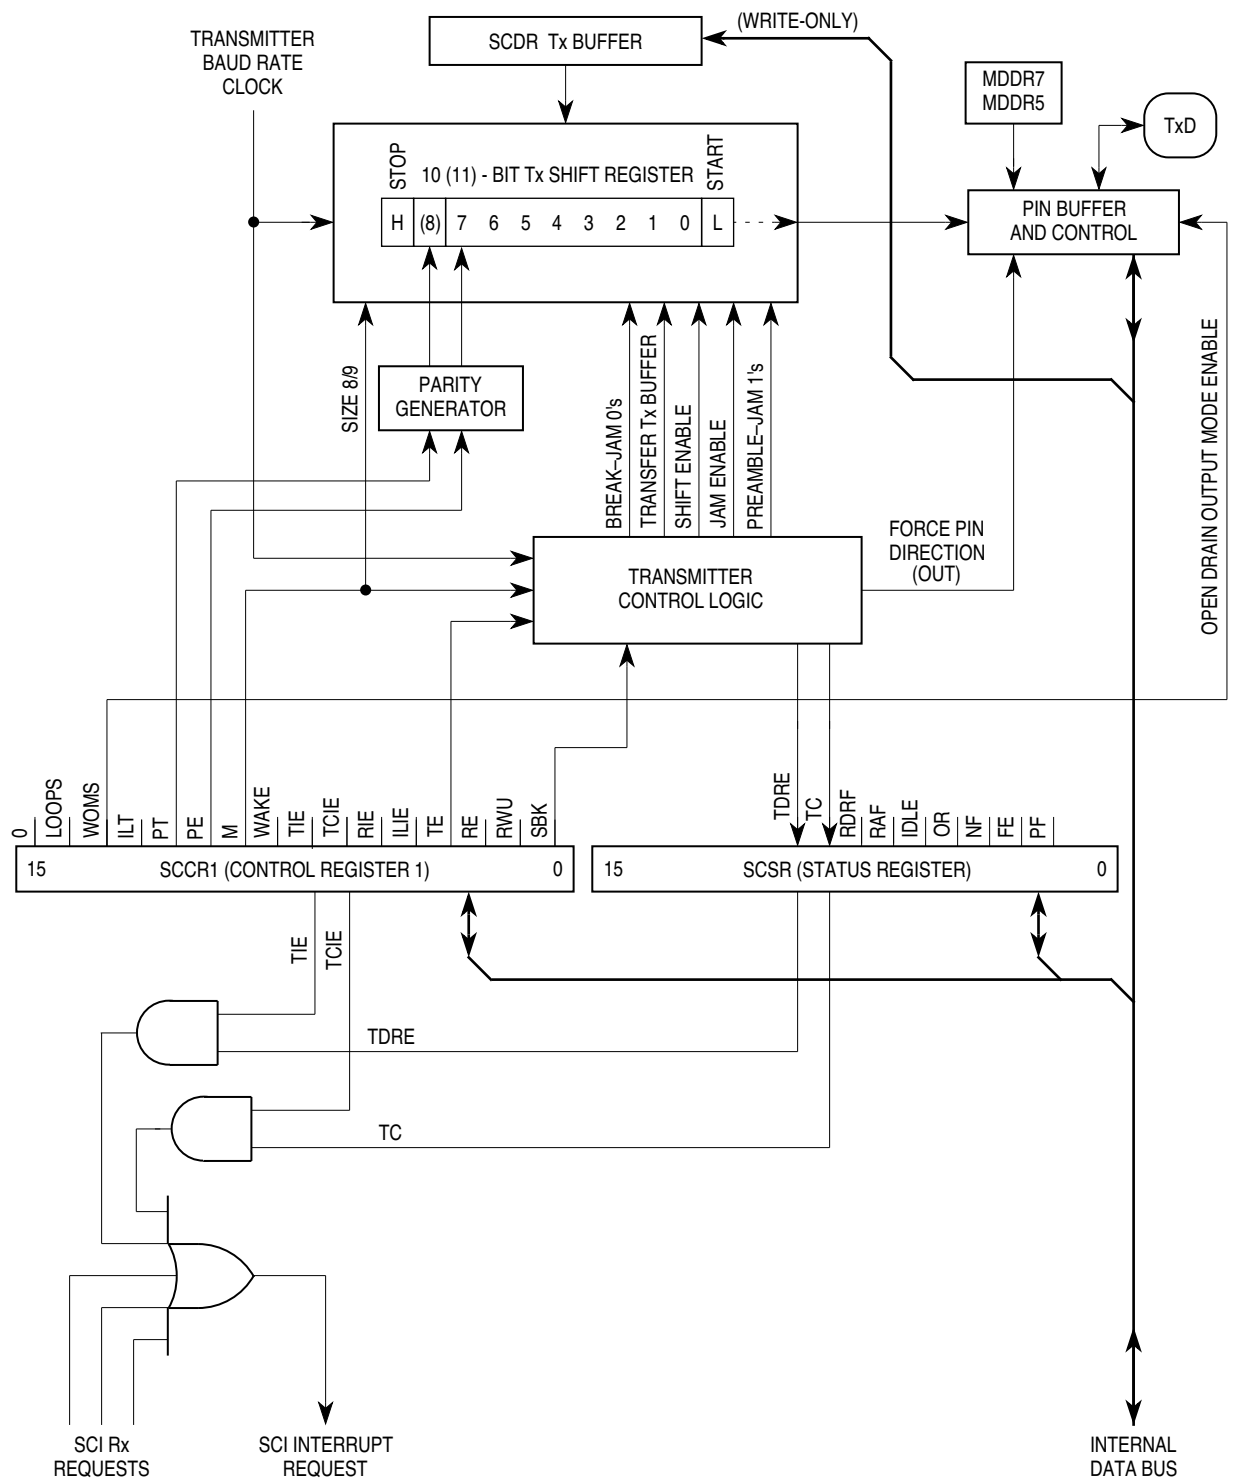 (WRITE-ONLY)
SCDR Tx BUFFER
TRANSMITTER
BAUD RATE
CLOCK
MDDR7
MDDR5
TxD
STOP
10 (11) - BIT Tx SHIFT REGISTER
START
H (8) 7 6 5 4 3 2 1 0 L
PIN BUFFER
AND CONTROL
SIZE 8/9
PARITY
GENERATOR
BREAK–JAM 0's
TRANSFER Tx BUFFER
SHIFT ENABLE
JAM ENABLE
PREAMBLE–JAM 1's
OPEN DRAIN OUTPUT MODE ENABLE
FORCE PIN
DIRECTION
(OUT)
TRANSMITTER
CONTROL LOGIC
0
LOOPS
WOMS
ILT
PT
PE
M
WAKE
TIE
TCIE
RIE
ILIE
TE
RE
RWU
SBK
TDRE
TC
RDRF
RAF
IDLE
OR
NF
FE
PF
15 SCCR1 (CONTROL REGISTER 1) 0
15 SCSR (STATUS REGISTER) 0
TIE
TCIE
TDRE
TC
SCI Rx
REQUESTS
SCI INTERRUPT
REQUEST
INTERNAL
DATA BUS